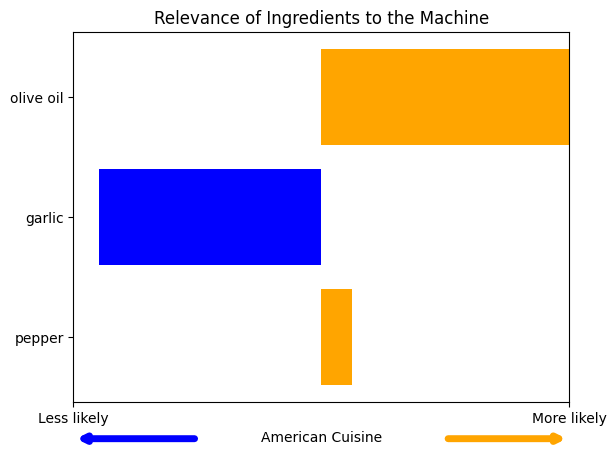 Relevance of Ingredients to the Machine
olive oil
garlic
pepper
Less likely
More likely
American Cuisine